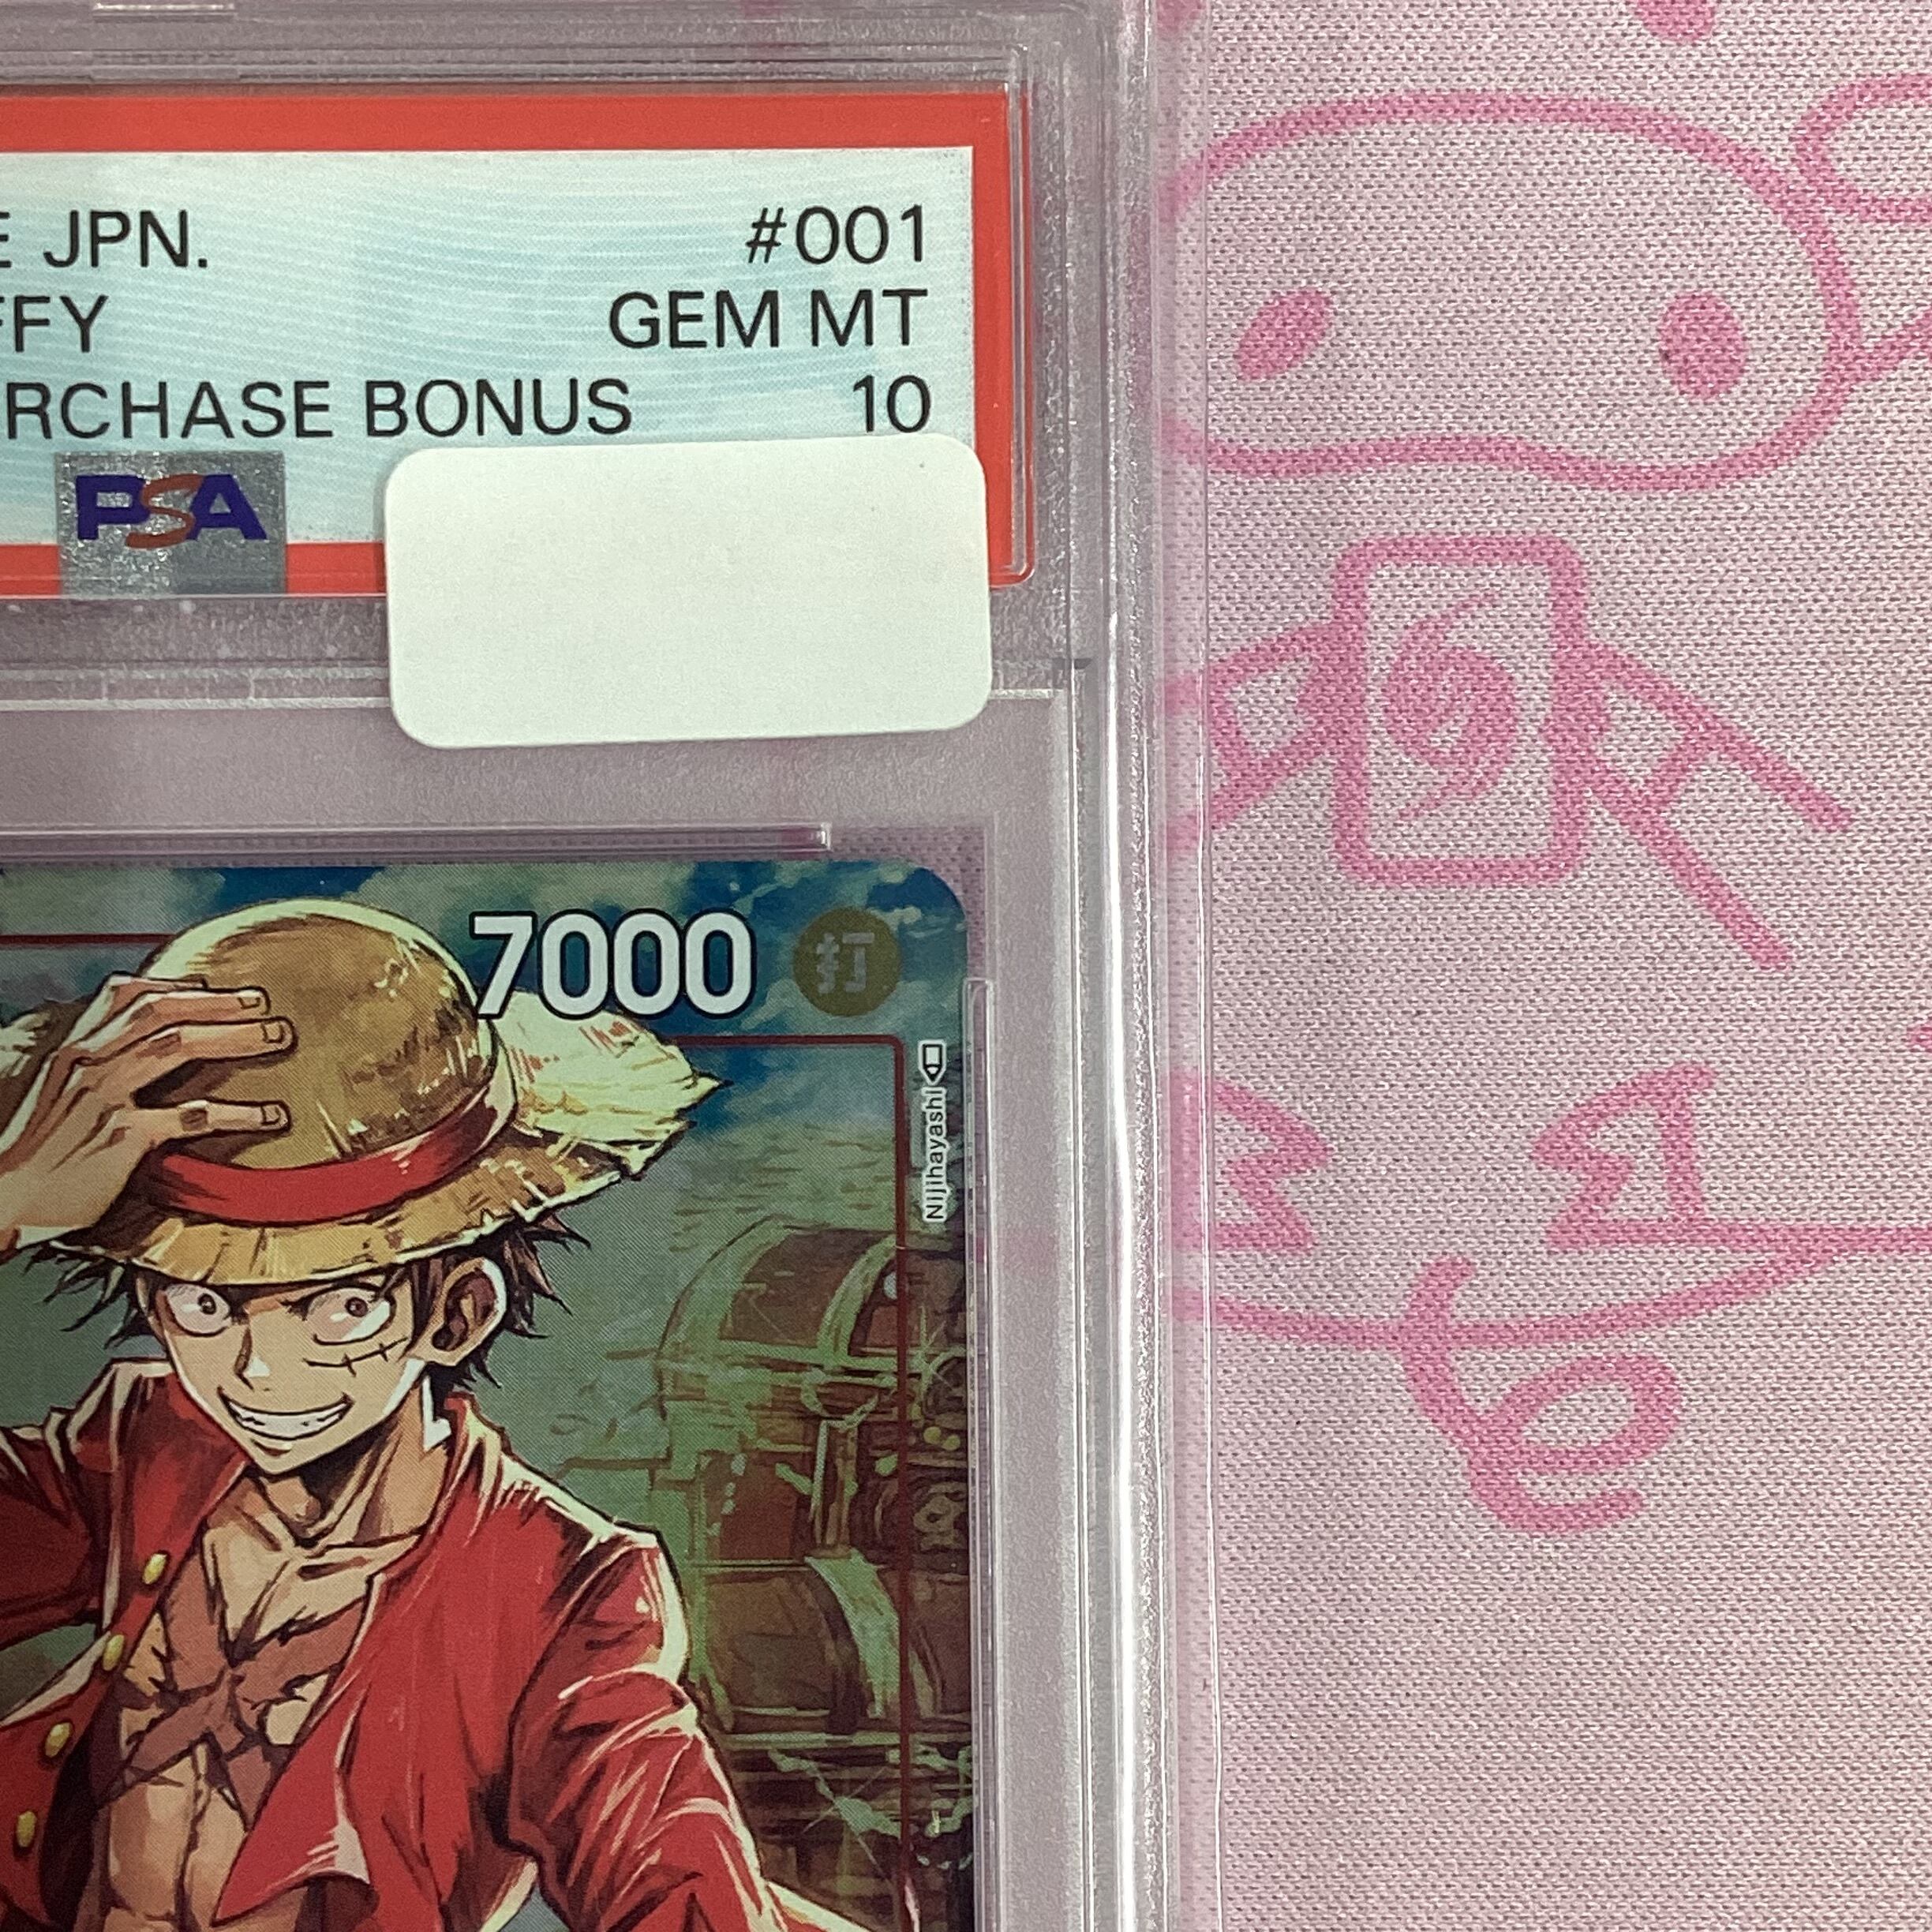 E JPN. #001
FFY GEM MT
RCHASE BONUS 10
PSA
7000 打
Nijihayashi